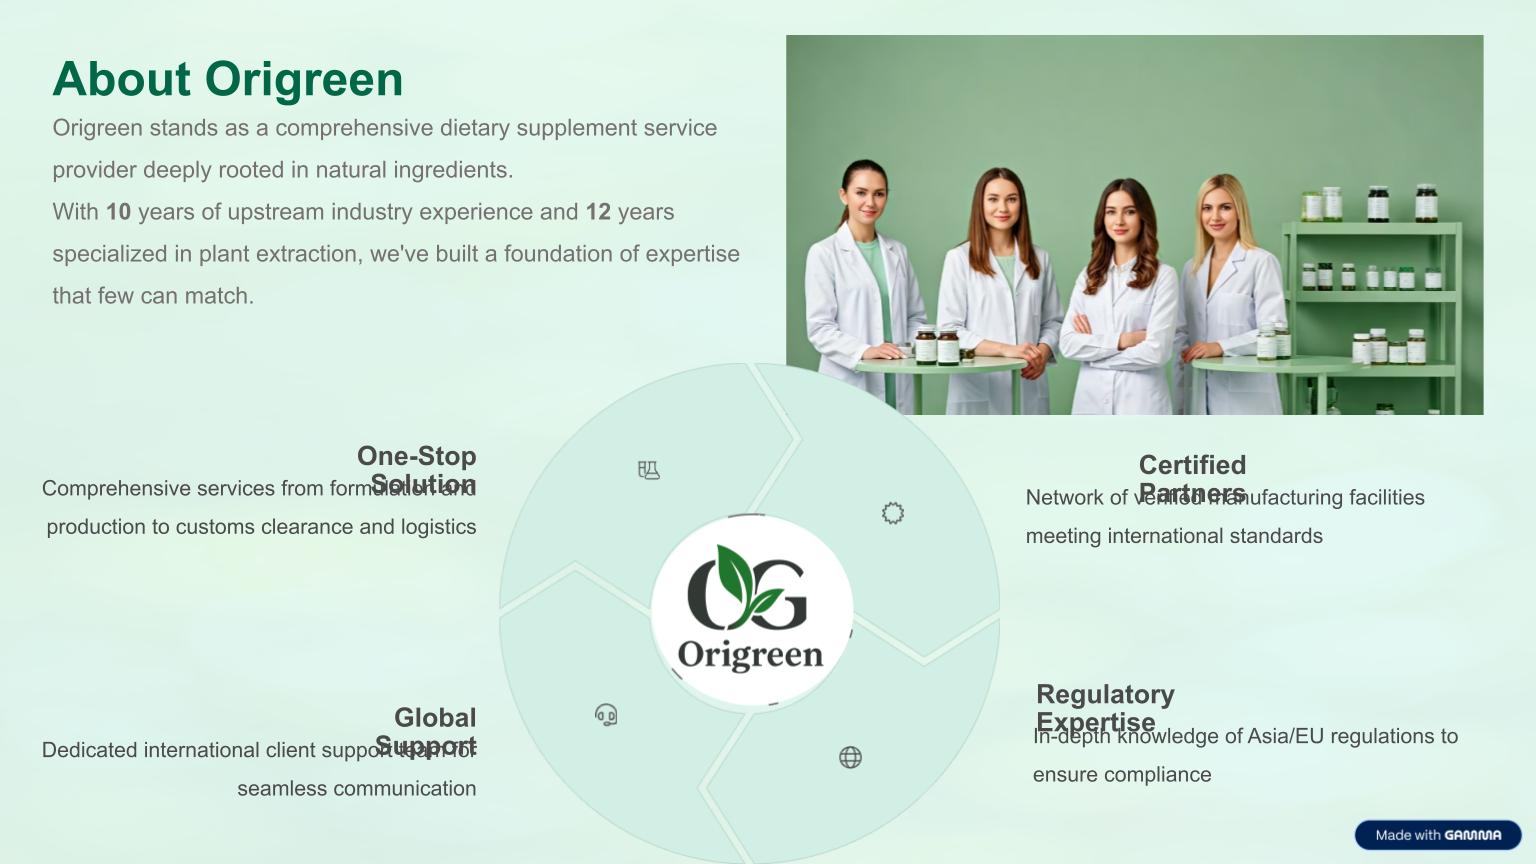 About Origreen
Origreen stands as a comprehensive dietary supplement service
provider deeply rooted in natural ingredients.
With 10 years of upstream industry experience and 12 years
specialized in plant extraction, we've built a foundation of expertise
that few can match.
One-Stop
Solution
Comprehensive services from formulation and
production to customs clearance and logistics
Certified
Partners
Network of verified manufacturing facilities
meeting international standards
Origreen
Global
Support
Dedicated international client support team for
seamless communication
Regulatory
Expertise
In-depth knowledge of Asia/EU regulations to
ensure compliance
Made with GAMMA